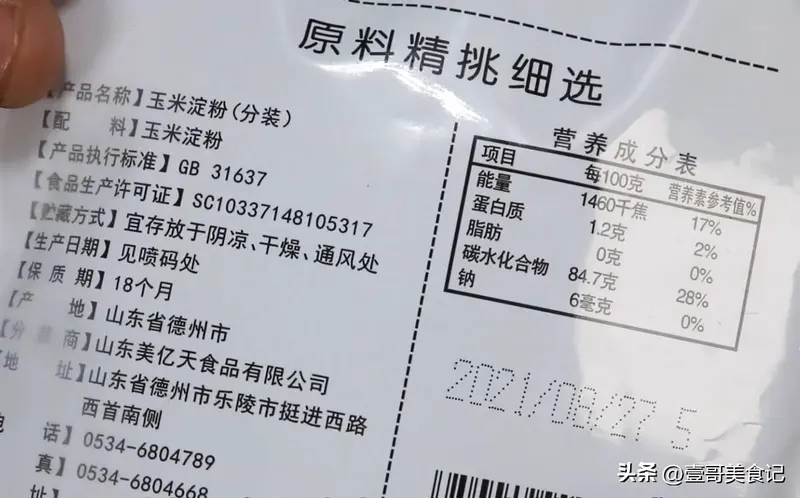 原料精挑细选
【产品名称】玉米淀粉(分装)
【配 料】玉米淀粉
【产品执行标准】GB 31637
【食品生产许可证】SC10337148105317
【贮藏方式】宜存放于阴凉、干燥、通风处
【生产日期】见喷码处
【保 质 期】18个月
【产 地】山东省德州市
【分 装 商】山东美亿天食品有限公司
【地 址】山东省德州市乐陵市挺进西路
西首南侧
【电 话】0534-6804789
真】0534-6804668
营养成分表
项目 每100克 营养素参考值%
能量 1460千焦 17%
蛋白质 1.2克 2%
脂肪 0克 0%
碳水化合物 84.7克 28%
钠 6毫克 0%
2021/08/27 5
头条 @壹哥美食记